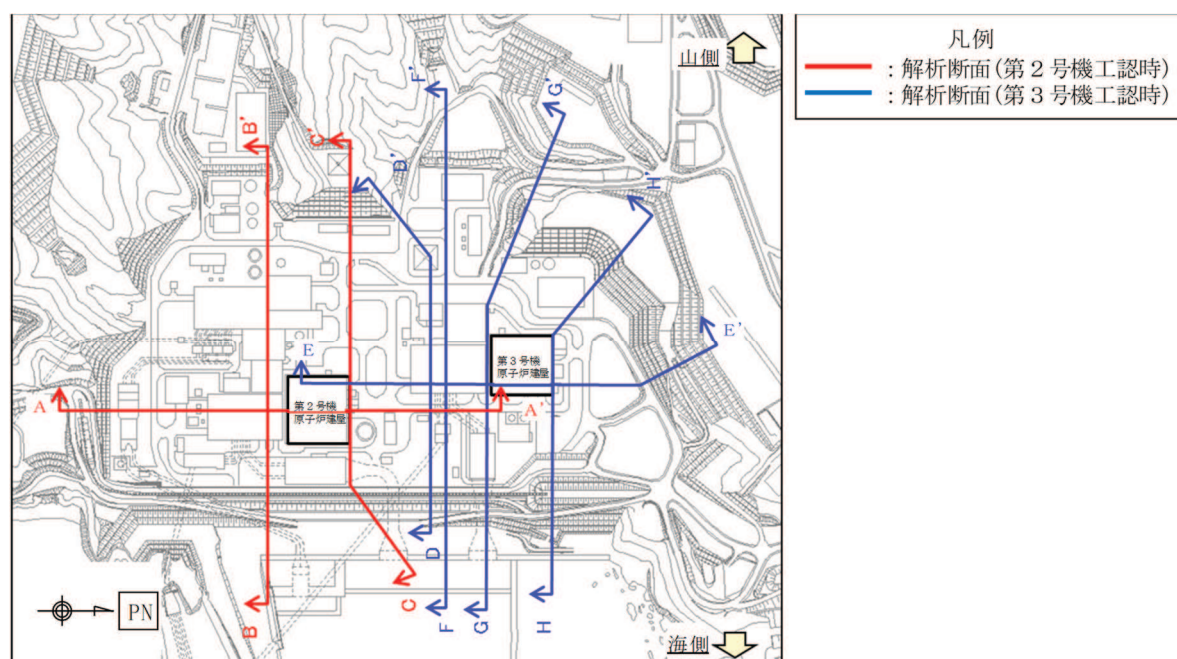 凡例
:解析断面(第2号機工認時)
:解析断面(第3号機工認時)
山側
F'
G'
B'
C'
D'
H'
E'
E
第3号機
原子炉建屋
A
第2号機
原子炉建屋
A'
D
C
B
F
G
H
PN
海側